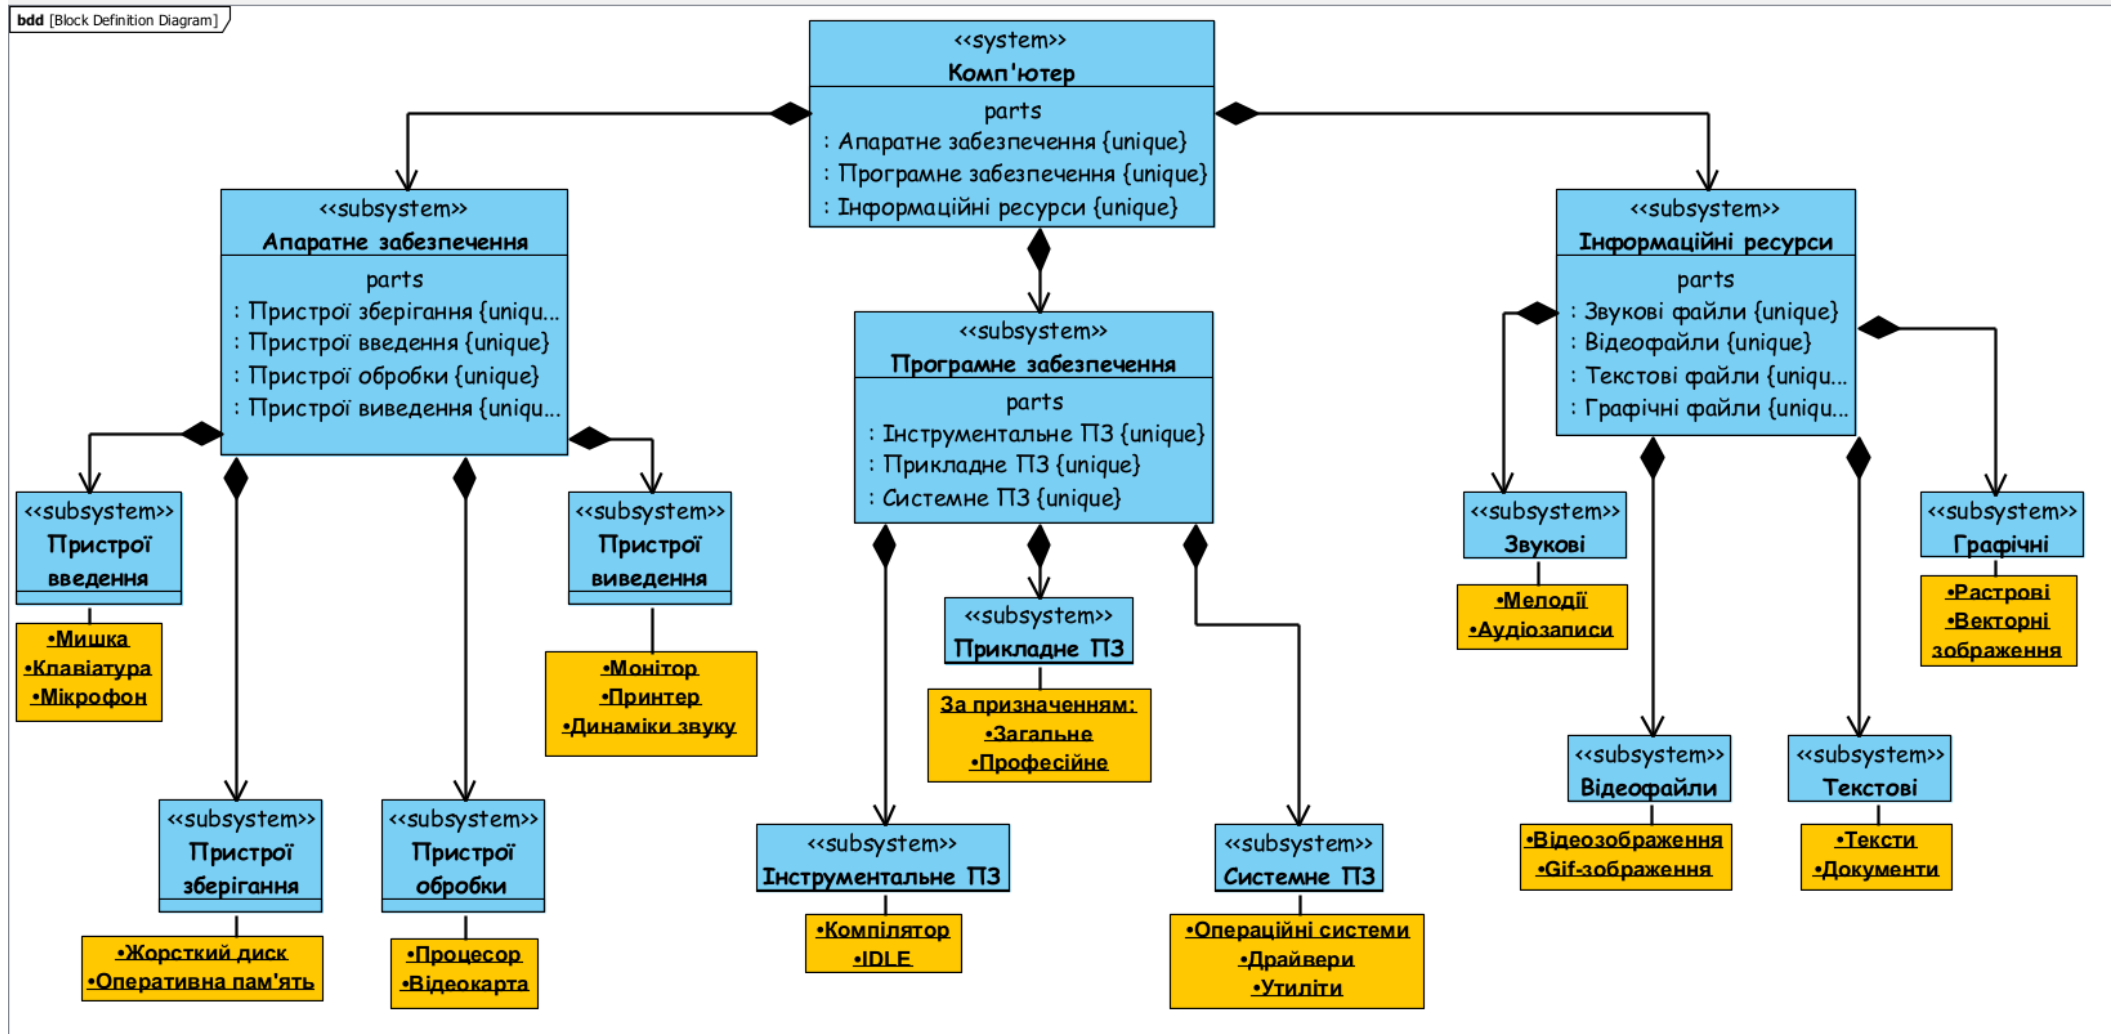 bdd [Block Definition Diagram]
<<system>>
Комп'ютер
parts
: Апаратне забезпечення {unique}
: Програмне забезпечення {unique}
: Інформаційні ресурси {unique}
<<subsystem>>
Апаратне забезпечення
parts
: Пристрої зберігання {uniqu...
: Пристрої введення {unique}
: Пристрої обробки {unique}
: Пристрої виведення {uniqu...
<<subsystem>>
Програмне забезпечення
parts
: Інструментальне ПЗ {unique}
: Прикладне ПЗ {unique}
: Системне ПЗ {unique}
<<subsystem>>
Інформаційні ресурси
parts
: Звукові файли {unique}
: Відеофайли {unique}
: Текстові файли {uniqu...
: Графічні файли {uniqu...
<<subsystem>>
Пристрої
введення
•Мишка
•Клавіатура
•Мікрофон
<<subsystem>>
Пристрої
виведення
•Монітор
•Принтер
•Динаміки звуку
<<subsystem>>
Пристрої
зберігання
•Жорсткий диск
•Оперативна пам'ять
<<subsystem>>
Пристрої
обробки
•Процесор
•Відеокарта
<<subsystem>>
Прикладне ПЗ
За призначенням:
•Загальне
•Професійне
<<subsystem>>
Інструментальне ПЗ
•Компілятор
•IDLE
<<subsystem>>
Системне ПЗ
•Операційні системи
•Драйвери
•Утиліти
<<subsystem>>
Звукові
•Мелодії
•Аудіозаписи
<<subsystem>>
Графічні
•Растрові
•Векторні
зображення
<<subsystem>>
Відеофайли
•Відеозображення
•Gif-зображення
<<subsystem>>
Текстові
•Тексти
•Документи